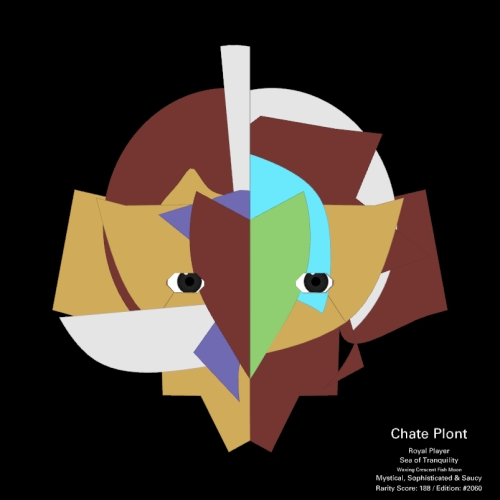 Chate Plont
Royal Player
Sea of Tranquility
Waxing Crescent Fish Moon
Mystical, Sophisticated & Saucy
Rarity Score: 188 / Edition: #2060